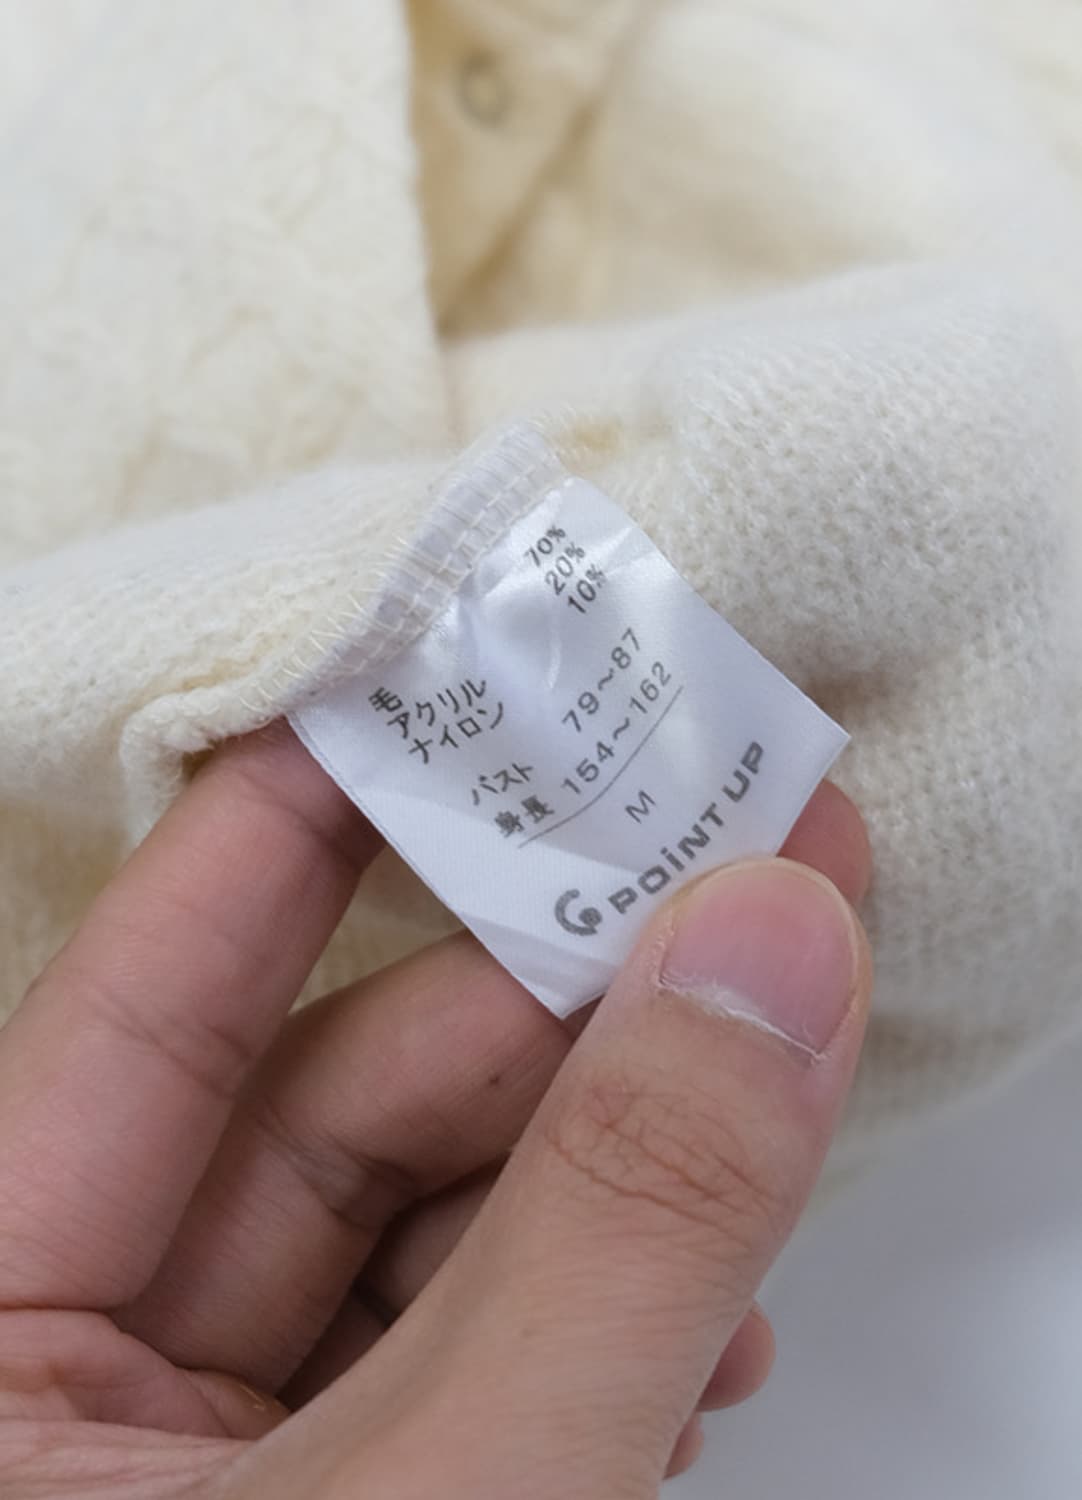 毛 70%
アクリル 20%
ナイロン 10%
バスト 79～87
身長 154～162
M
POiNT UP